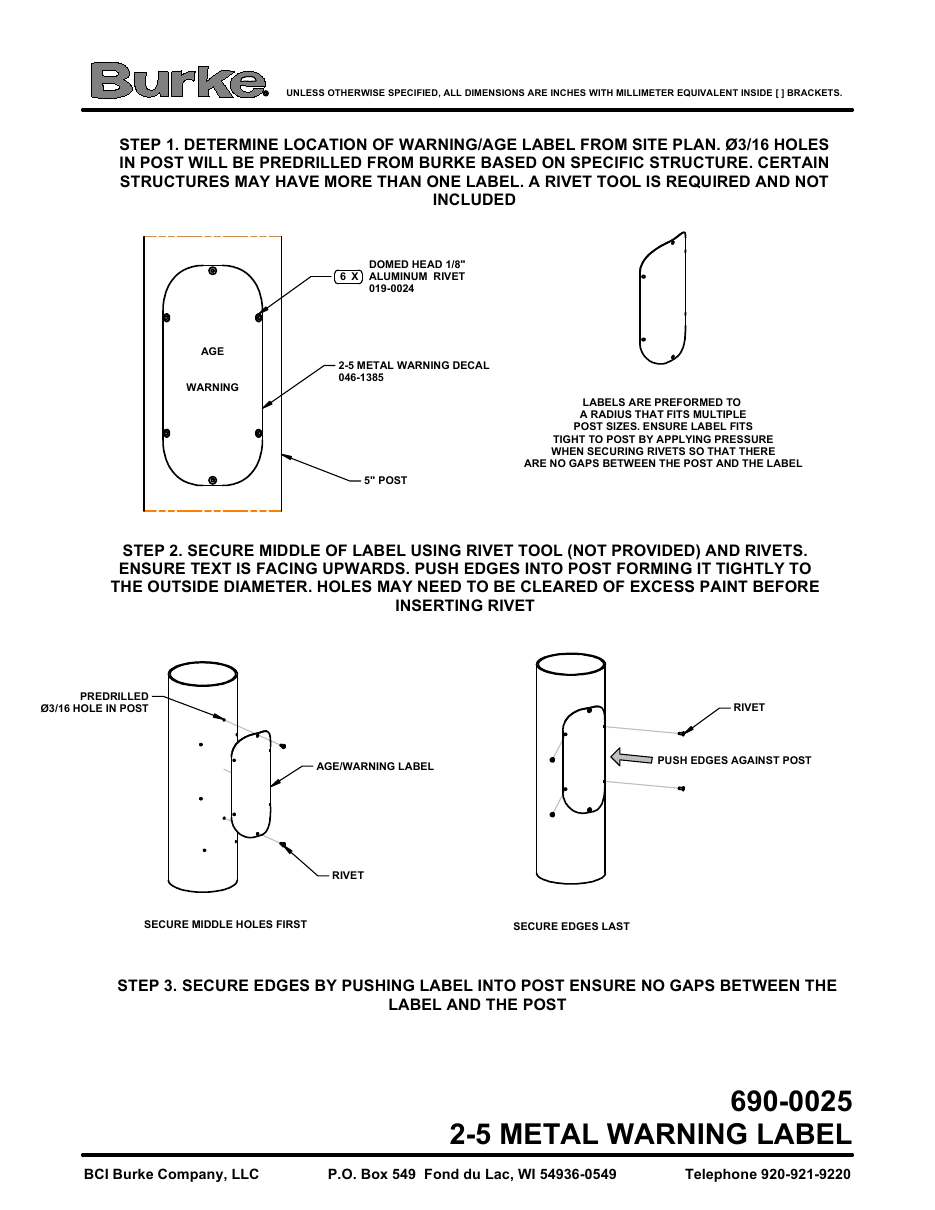 Burke
UNLESS OTHERWISE SPECIFIED, ALL DIMENSIONS ARE INCHES WITH MILLIMETER EQUIVALENT INSIDE [ ] BRACKETS.
STEP 1. DETERMINE LOCATION OF WARNING/AGE LABEL FROM SITE PLAN. Ø3/16 HOLES
IN POST WILL BE PREDRILLED FROM BURKE BASED ON SPECIFIC STRUCTURE. CERTAIN
STRUCTURES MAY HAVE MORE THAN ONE LABEL. A RIVET TOOL IS REQUIRED AND NOT
INCLUDED
6 X
DOMED HEAD 1/8"
ALUMINUM RIVET
019-0024
AGE
WARNING
2-5 METAL WARNING DECAL
046-1385
5" POST
LABELS ARE PREFORMED TO
A RADIUS THAT FITS MULTIPLE
POST SIZES. ENSURE LABEL FITS
TIGHT TO POST BY APPLYING PRESSURE
WHEN SECURING RIVETS SO THAT THERE
ARE NO GAPS BETWEEN THE POST AND THE LABEL
STEP 2. SECURE MIDDLE OF LABEL USING RIVET TOOL (NOT PROVIDED) AND RIVETS.
ENSURE TEXT IS FACING UPWARDS. PUSH EDGES INTO POST FORMING IT TIGHTLY TO
THE OUTSIDE DIAMETER. HOLES MAY NEED TO BE CLEARED OF EXCESS PAINT BEFORE
INSERTING RIVET
PREDRILLED
Ø3/16 HOLE IN POST
AGE/WARNING LABEL
RIVET
SECURE MIDDLE HOLES FIRST
RIVET
PUSH EDGES AGAINST POST
SECURE EDGES LAST
STEP 3. SECURE EDGES BY PUSHING LABEL INTO POST ENSURE NO GAPS BETWEEN THE
LABEL AND THE POST
690-0025
2-5 METAL WARNING LABEL
BCI Burke Company, LLC P.O. Box 549 Fond du Lac, WI 54936-0549 Telephone 920-921-9220